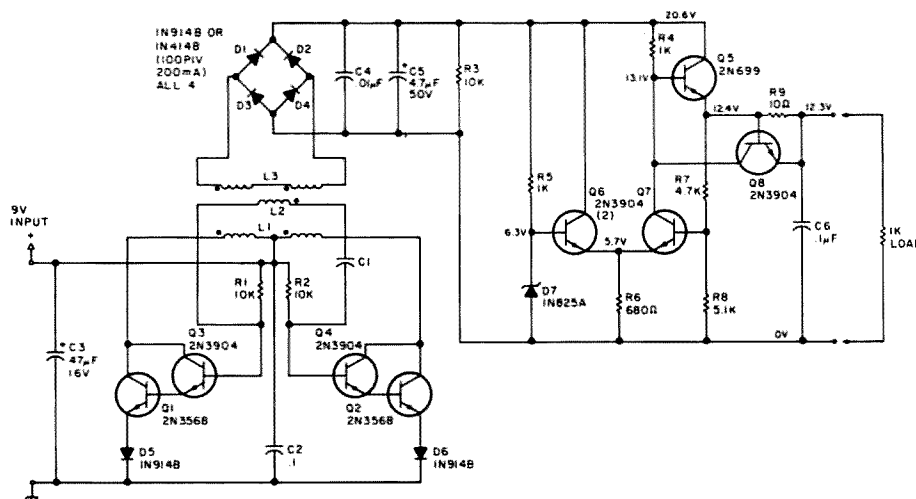 IN914B OR
IN4148
(100PIV
200mA)
ALL 4
D1
D2
D3
D4
C4
.01µF
+
C5
47µF
50V
R3
10K
20.6V
R4
1K
Q5
2N699
13.1V
12.4V
R9
10Ω
12.3V
Q8
2N3904
R5
1K
Q6
2N3904
(2)
Q7
R7
4.7K
6.3V
5.7V
C6
.1µF
1K
LOAD
D7
IN825A
R6
680Ω
R8
5.1K
0V
L3
L2
L1
9V
INPUT
+
C1
R1
10K
R2
10K
Q3
2N3904
Q4
2N3904
+
C3
47µF
16V
Q1
2N3568
Q2
2N3568
D5
IN914B
C2
.1
D6
IN914B